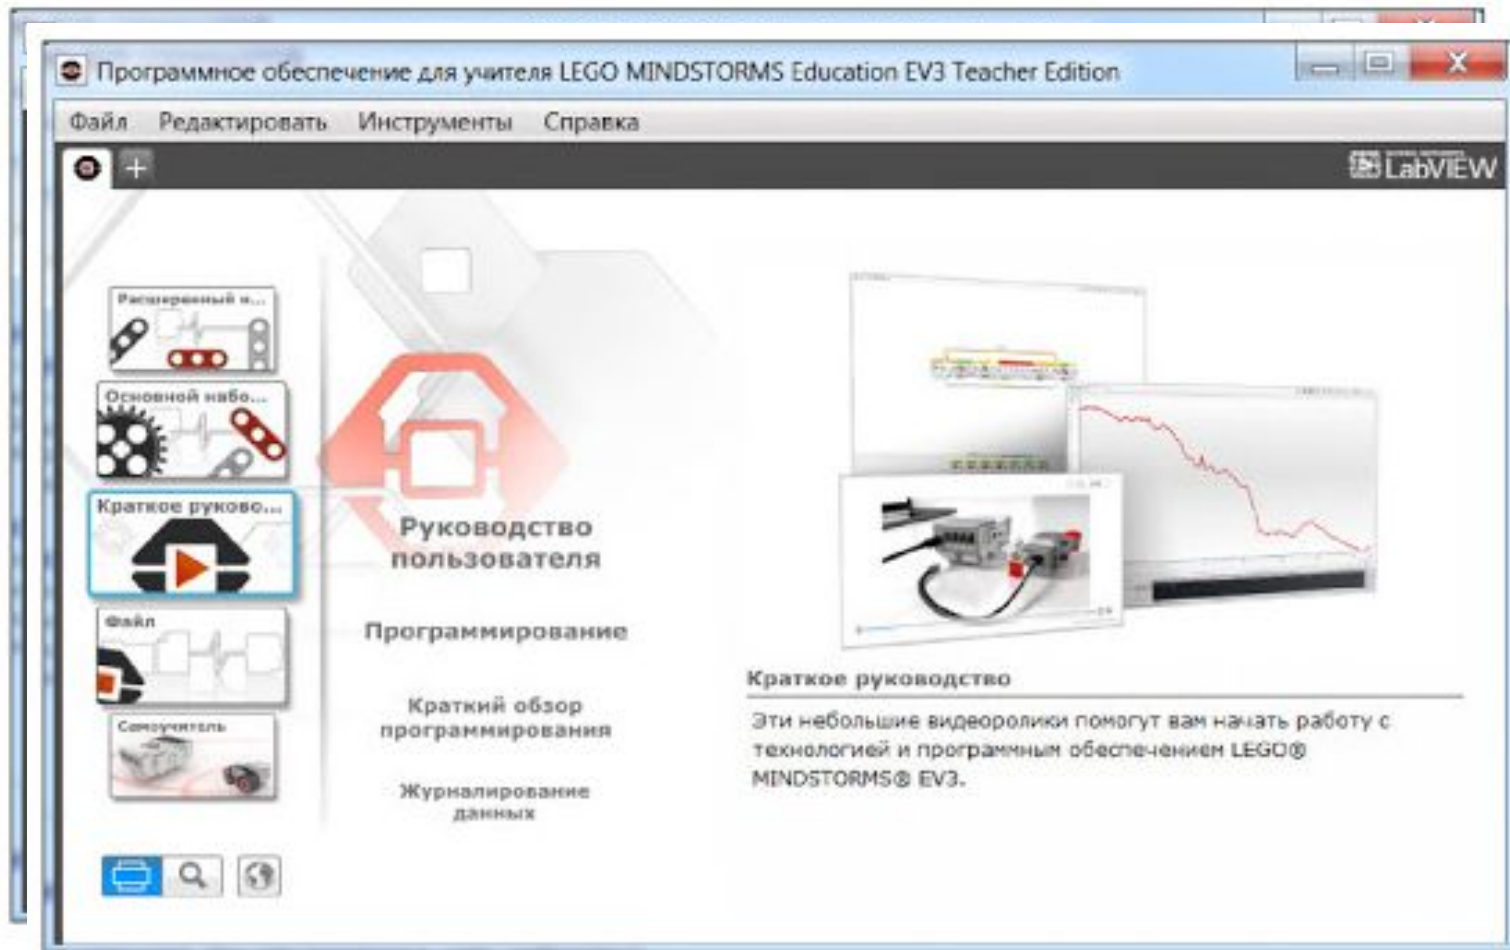 Программное обеспечение для учителя LEGO MINDSTORMS Education EV3 Teacher Edition
Файл Редактировать Инструменты Справка
LabVIEW
Расширенный н...
Основной набо...
Краткое руково...
Файл
Самоучитель
Руководство
пользователя
Программирование
Краткий обзор
программирования
Журналирование
данных
Краткое руководство
Эти небольшие видеоролики помогут вам начать работу с
технологией и программным обеспечением LEGO®
MINDSTORMS® EV3.